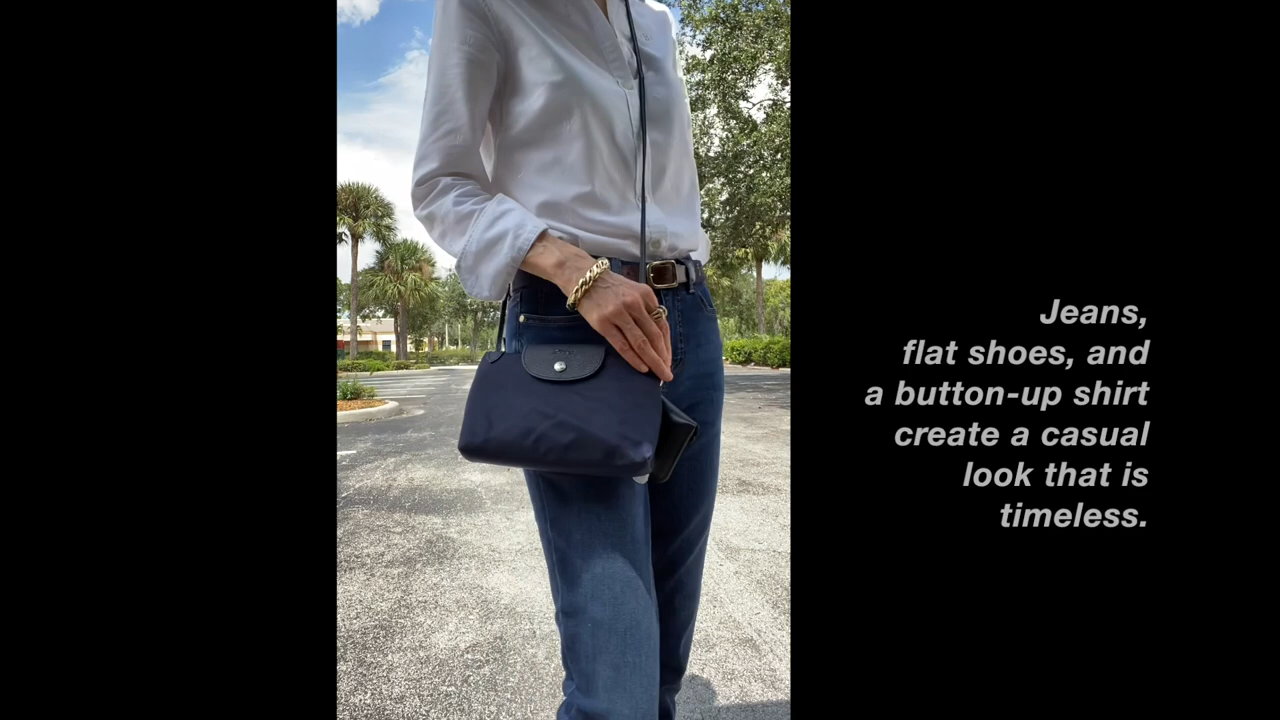 Jeans,
flat shoes, and
a button-up shirt
create a casual
look that is
timeless.